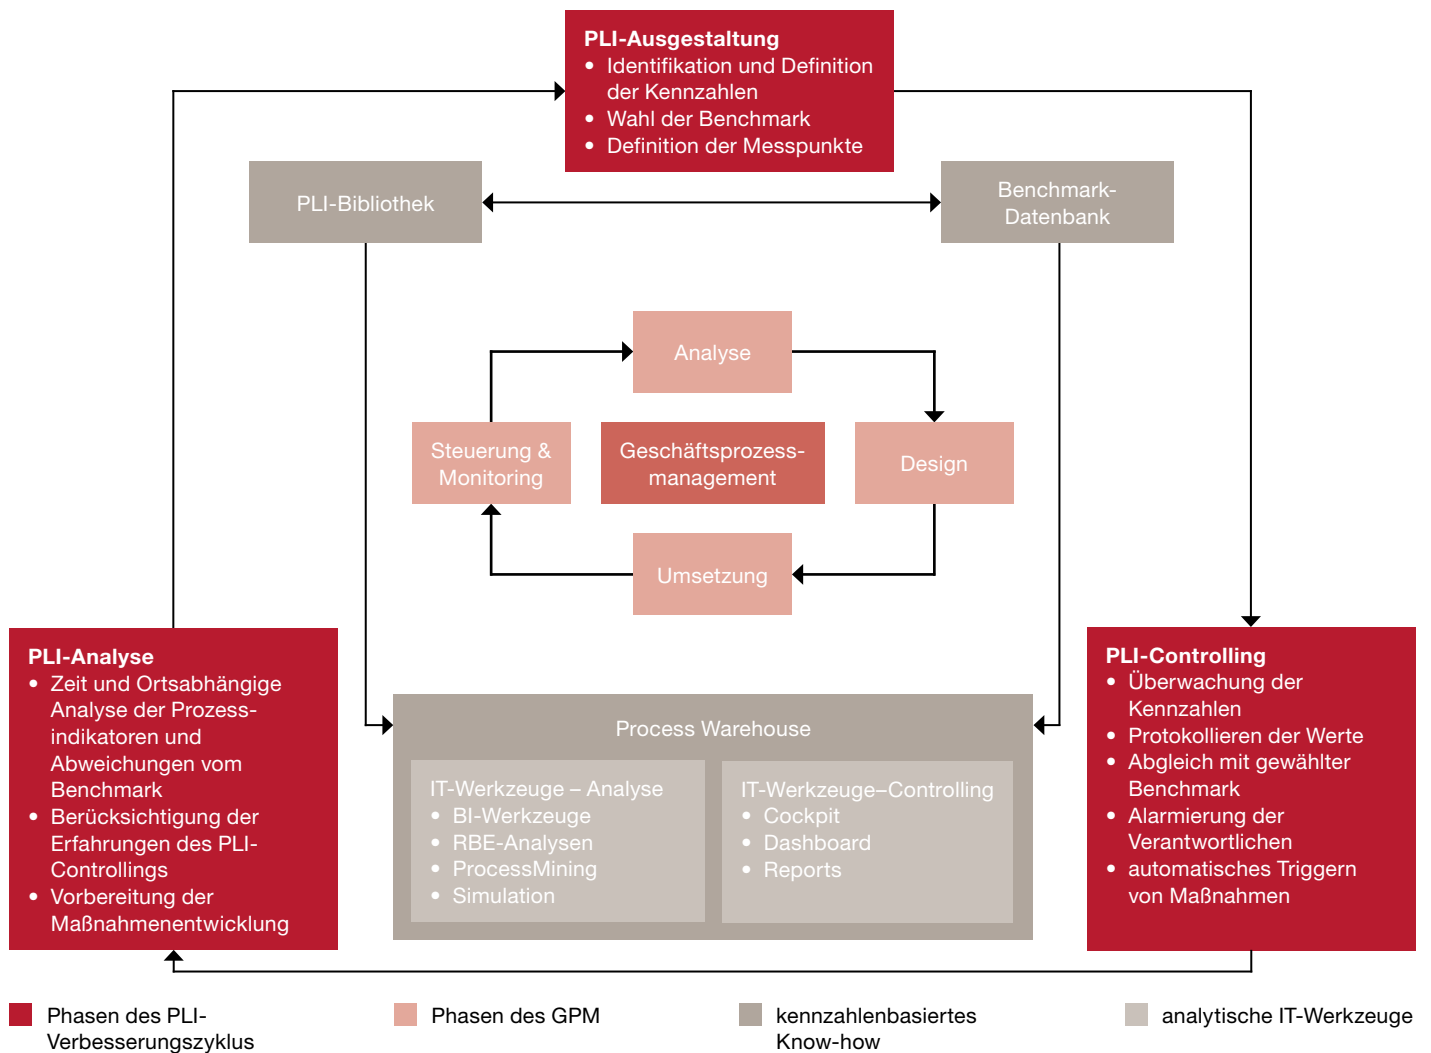 PLI-Ausgestaltung
• Identifikation und Definition
der Kennzahlen
• Wahl der Benchmark
• Definition der Messpunkte
PLI-Bibliothek
Benchmark-
Datenbank
Analyse
Steuerung &
Monitoring
Geschäftsprozess-
management
Design
Umsetzung
PLI-Analyse
• Zeit und Ortsabhängige
Analyse der Prozess-
indikatoren und
Abweichungen vom
Benchmark
• Berücksichtigung der
Erfahrungen des PLI-
Controllings
• Vorbereitung der
Maßnahmenentwicklung
Process Warehouse
IT-Werkzeuge – Analyse
• BI-Werkzeuge
• RBE-Analysen
• ProcessMining
• Simulation
IT-Werkzeuge–Controlling
• Cockpit
• Dashboard
• Reports
PLI-Controlling
• Überwachung der
Kennzahlen
• Protokollieren der Werte
• Abgleich mit gewählter
Benchmark
• Alarmierung der
Verantwortlichen
• automatisches Triggern
von Maßnahmen
Phasen des PLI-
Verbesserungszyklus
Phasen des GPM
kennzahlenbasiertes
Know-how
analytische IT-Werkzeuge